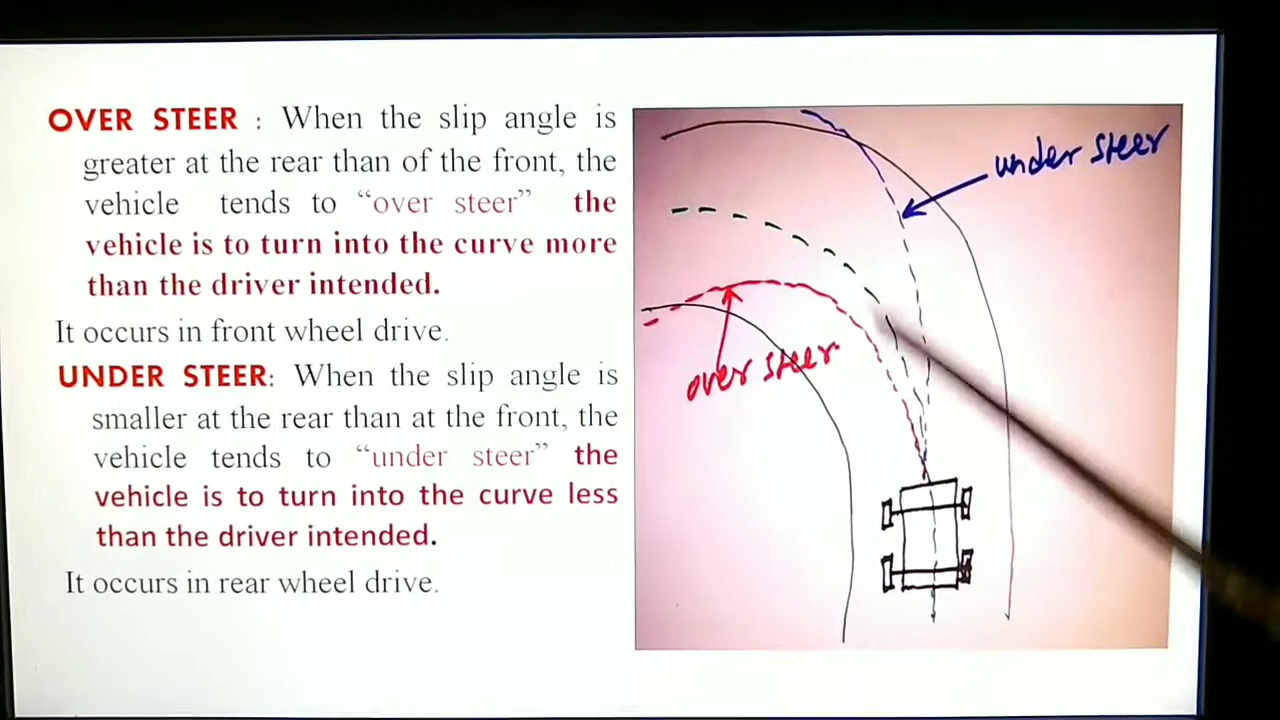 OVER STEER : When the slip angle is
greater at the rear than of the front, the
vehicle tends to “over steer” the
vehicle is to turn into the curve more
than the driver intended.
It occurs in front wheel drive.
UNDER STEER: When the slip angle is
smaller at the rear than at the front, the
vehicle tends to “under steer” the
vehicle is to turn into the curve less
than the driver intended.
It occurs in rear wheel drive.
under steer
over steer